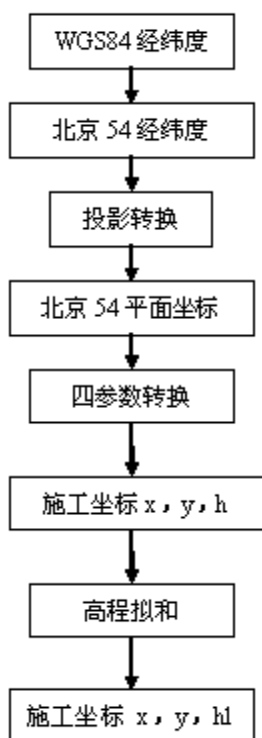 WGS84 经纬度
北京 54 经纬度
投影转换
北京 54 平面坐标
四参数转换
施工坐标 x，y，h
高程拟和
施工坐标 x，y，hl